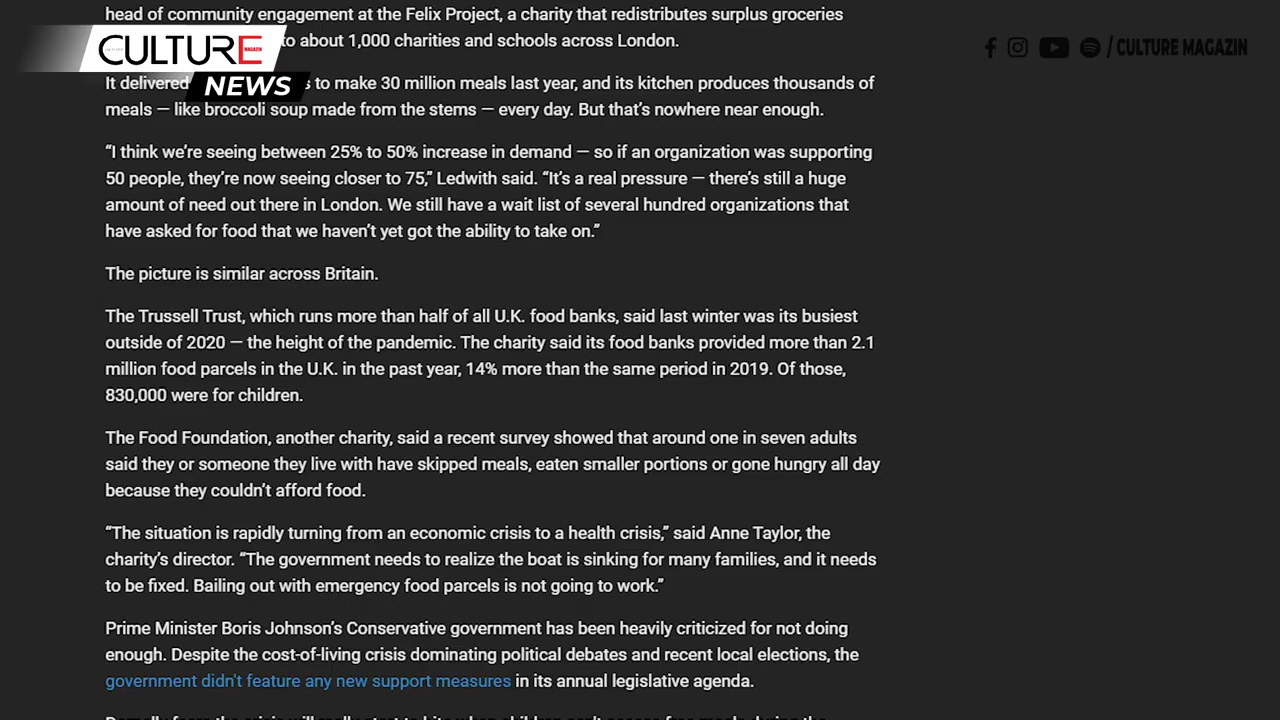 head of community engagement at the Felix Project, a charity that redistributes surplus groceries
CULTURE
MAGAZIN
NEWS
/ CULTURE MAGAZIN
to about 1,000 charities and schools across London.
It delivered
to make 30 million meals last year, and its kitchen produces thousands of
meals — like broccoli soup made from the stems — every day. But that's nowhere near enough.
“I think we're seeing between 25% to 50% increase in demand — so if an organization was supporting
50 people, they're now seeing closer to 75,” Ledwith said. “It's a real pressure — there's still a huge
amount of need out there in London. We still have a wait list of several hundred organizations that
have asked for food that we haven't yet got the ability to take on.”
The picture is similar across Britain.
The Trussell Trust, which runs more than half of all U.K. food banks, said last winter was its busiest
outside of 2020 — the height of the pandemic. The charity said its food banks provided more than 2.1
million food parcels in the U.K. in the past year, 14% more than the same period in 2019. Of those,
830,000 were for children.
The Food Foundation, another charity, said a recent survey showed that around one in seven adults
said they or someone they live with have skipped meals, eaten smaller portions or gone hungry all day
because they couldn't afford food.
“The situation is rapidly turning from an economic crisis to a health crisis,” said Anne Taylor, the
charity's director. “The government needs to realize the boat is sinking for many families, and it needs
to be fixed. Bailing out with emergency food parcels is not going to work.”
Prime Minister Boris Johnson's Conservative government has been heavily criticized for not doing
enough. Despite the cost-of-living crisis dominating political debates and recent local elections, the
government didn't feature any new support measures in its annual legislative agenda.